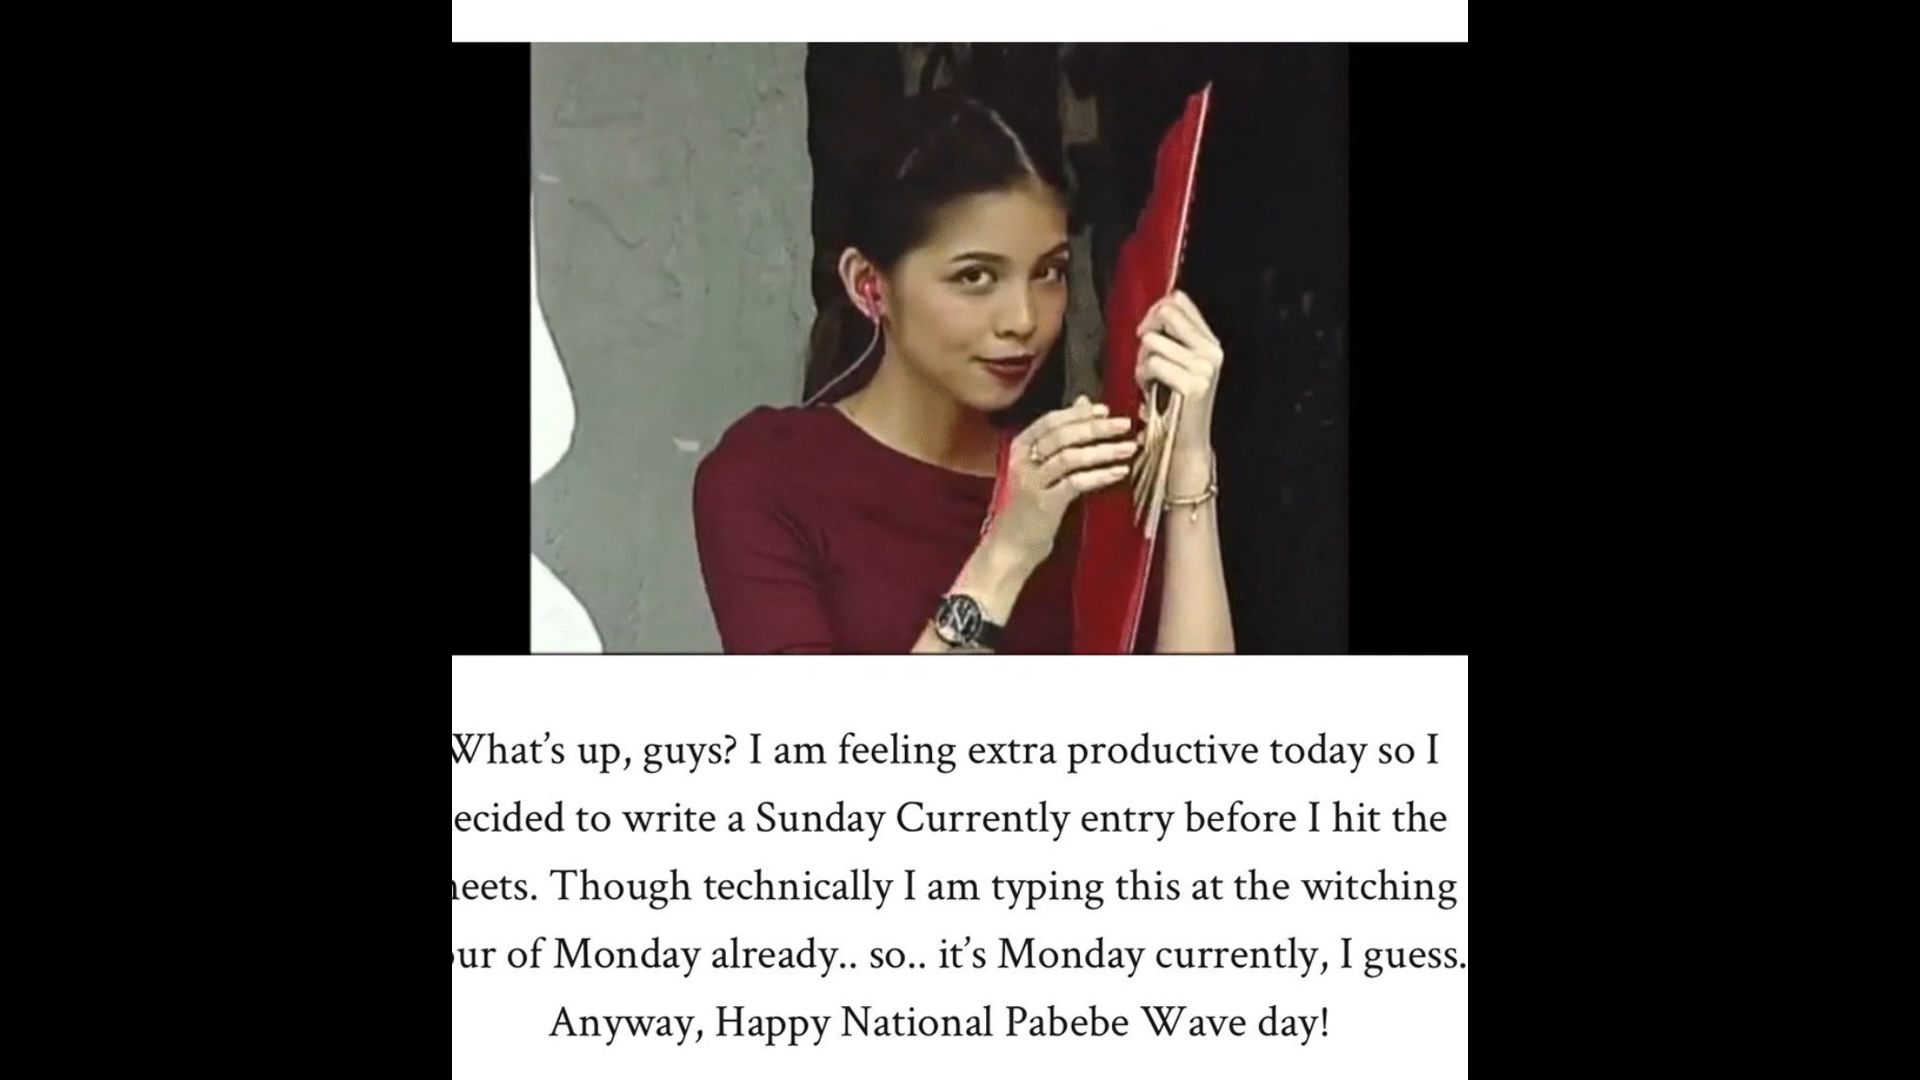 What's up, guys? I am feeling extra productive today so I
ecided to write a Sunday Currently entry before I hit the
eets. Though technically I am typing this at the witching
ur of Monday already.. so.. it's Monday currently, I guess.
Anyway, Happy National Pabebe Wave day!